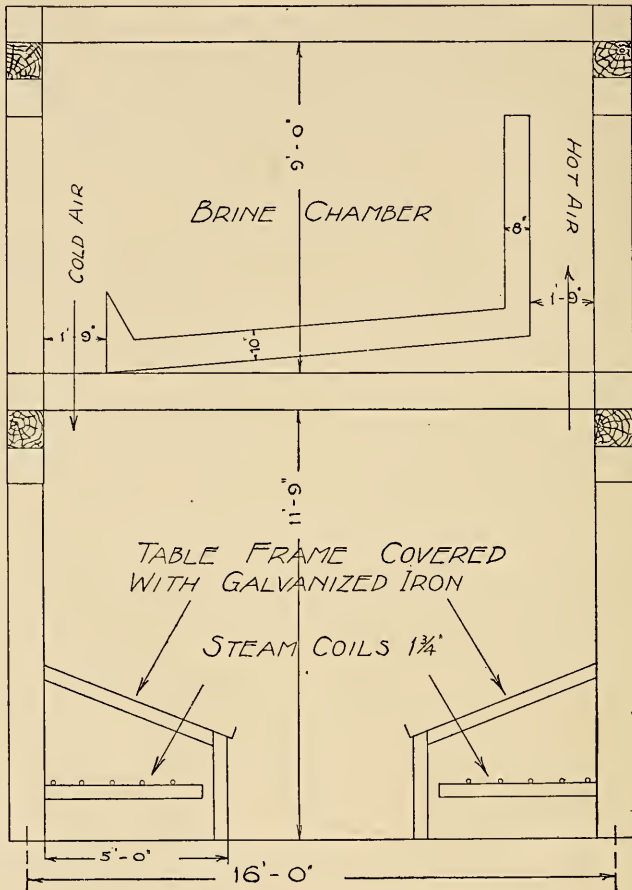 9'-0"
COLD AIR
HOT AIR
BRINE CHAMBER
8"
1'-9"
1'-9"
10"
11'-9"
TABLE FRAME COVERED
WITH GALVANIZED IRON
STEAM COILS 1¾"
5'-0"
16'-0"